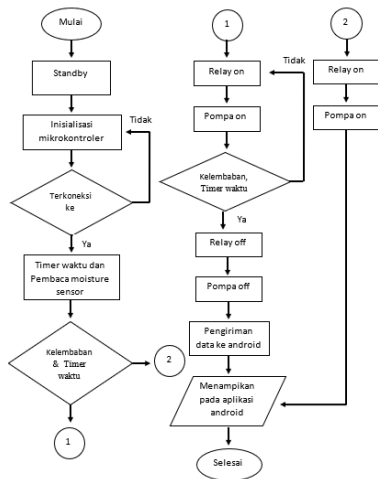 Mulai
Standby
Inisialisasi
mikrokontroler
Tidak
Terkoneksi
ke
Ya
Timer waktu dan
Pembaca moisture
sensor
Kelembaban
& Timer
waktu
2
1
1
Relay on
Tidak
Pompa on
Kelembaban,
Timer waktu
Ya
Relay off
Pompa off
Pengiriman
data ke android
Menampikan
pada aplikasi
android
Selesai
2
Relay on
Pompa on